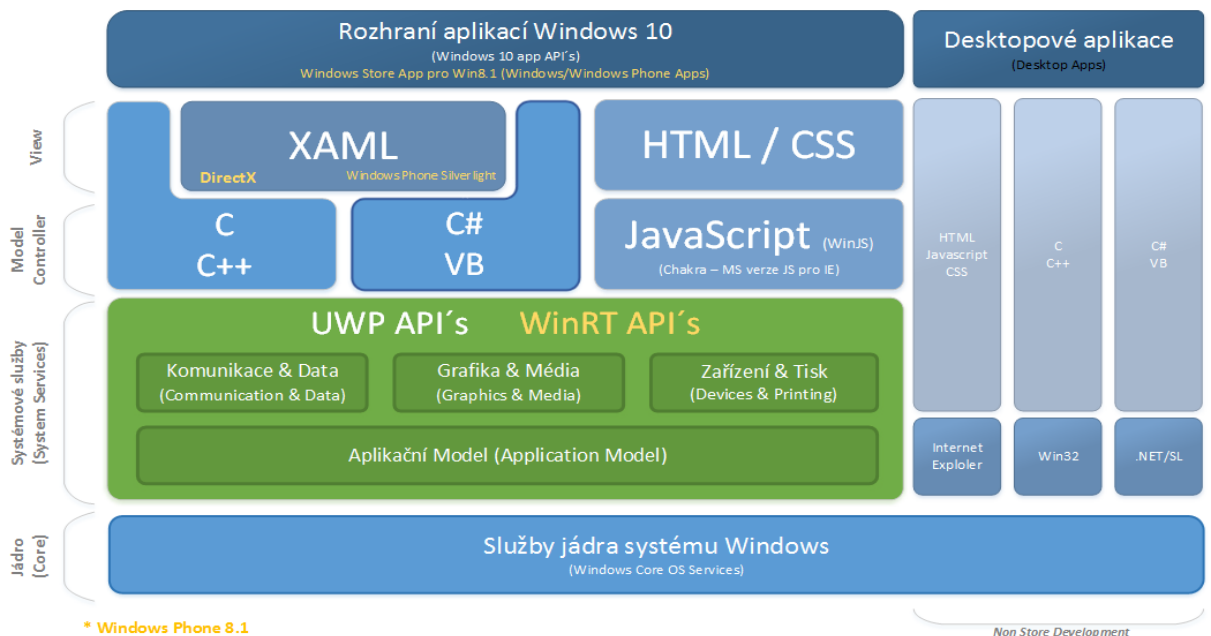 Rozhraní aplikací Windows 10
(Windows 10 app API´s)
Windows Store App pro Win8.1 (Windows/Windows Phone Apps)
Desktopové aplikace
(Desktop Apps)
View
XAML
DirectX
Windows Phone Silverlight
HTML / CSS
Model
Controller
C
C++
C#
VB
JavaScript (WinJS)
(Chakra – MS verze JS pro IE)
HTML
Javascript
CSS
C
C++
C#
VB
Systémové služby
(System Services)
UWP API´s WinRT API´s
Komunikace & Data
(Communication & Data)
Grafika & Média
(Graphics & Media)
Zařízení & Tisk
(Devices & Printing)
Aplikační Model (Application Model)
Internet
Exploler
Win32
.NET/SL
Jádro
(Core)
Služby jádra systému Windows
(Windows Core OS Services)
* Windows Phone 8.1
Non Store Development